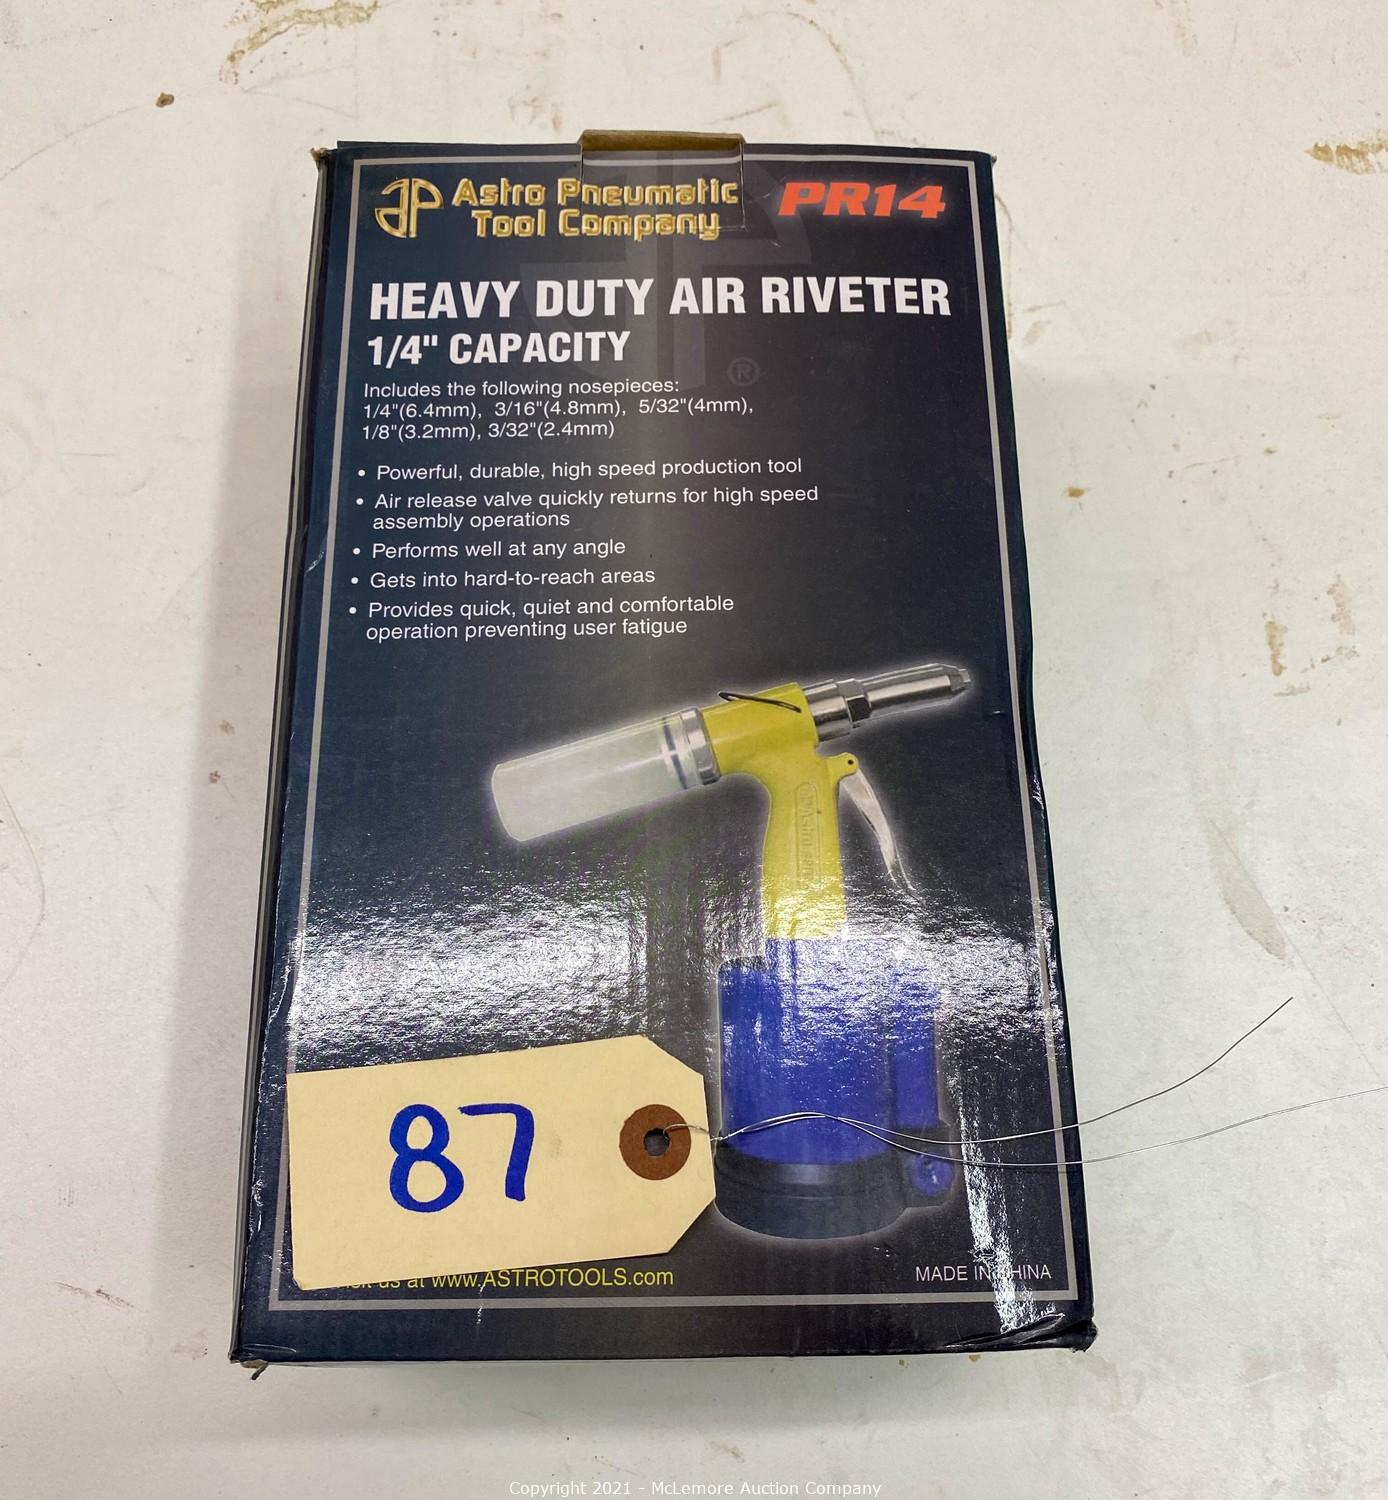 AP Astro Pneumatic
Tool Company
PR14
HEAVY DUTY AIR RIVETER
1/4" CAPACITY
®
Includes the following nosepieces:
1/4"(6.4mm), 3/16"(4.8mm), 5/32"(4mm),
1/8"(3.2mm), 3/32"(2.4mm)
• Powerful, durable, high speed production tool
• Air release valve quickly returns for high speed
assembly operations
• Performs well at any angle
• Gets into hard-to-reach areas
• Provides quick, quiet and comfortable
operation preventing user fatigue
87
us at www.ASTROTOOLS.com
MADE IN CHINA
Copyright 2021 - McLemore Auction Company